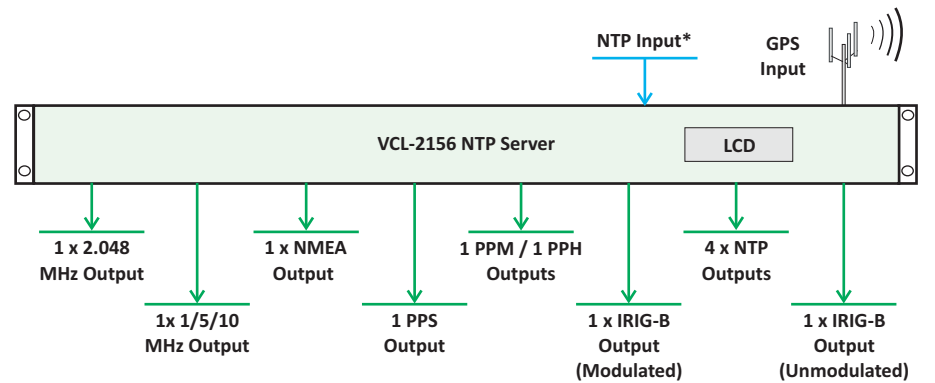 NTP Input*
GPS
Input
VCL-2156 NTP Server
LCD
1 x 2.048
MHz Output
1x 1/5/10
MHz Output
1 x NMEA
Output
1 PPS
Output
1 PPM / 1 PPH
Outputs
1 x IRIG-B
Output
(Modulated)
4 x NTP
Outputs
1 x IRIG-B
Output
(Unmodulated)